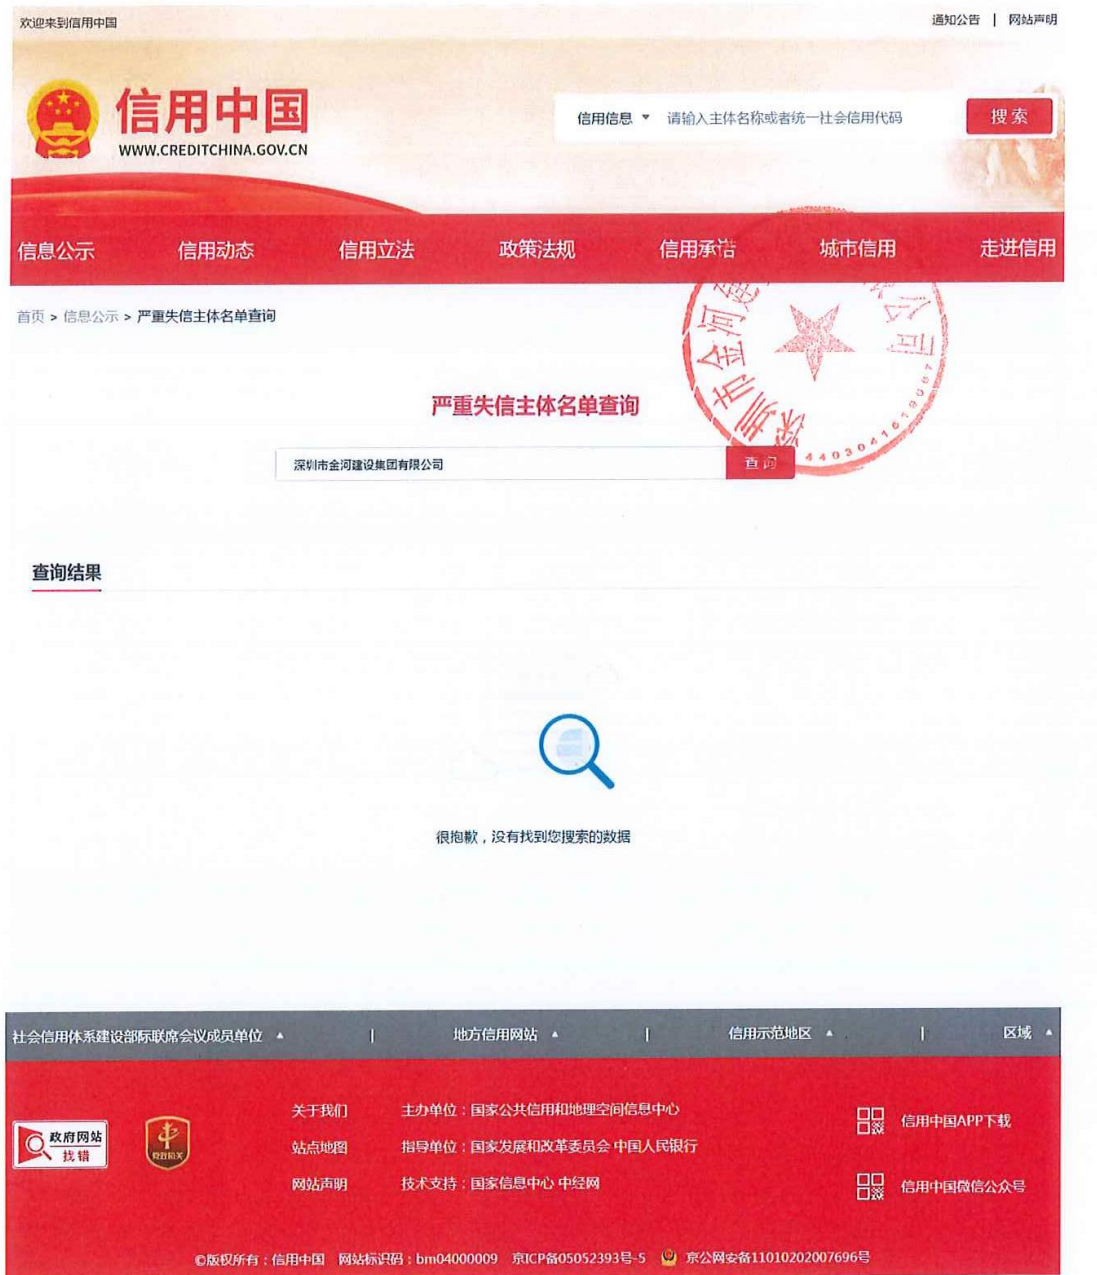 欢迎来到信用中国
通知公告 | 网站声明
信用中国
WWW.CREDITCHINA.GOV.CN
信用信息 ▼ 请输入主体名称或者统一社会信用代码 搜索
信息公示 信用动态 信用立法 政策法规 信用承诺 城市信用 走进信用
首页 > 信息公示 > 严重失信主体名单查询
严重失信主体名单查询
深圳市金河建设集团有限公司 查询
深圳市金河建 公司
查询结果
很抱歉,没有找到您搜索的数据
社会信用体系建设部际联席会议成员单位 ▲ | 地方信用网站 ▲ | 信用示范地区 ▲ | 区域 ▲
政府网站
找错
党政机关
关于我们 主办单位:国家公共信用和地理空间信息中心
站点地图 指导单位:国家发展和改革委员会 中国人民银行
网站声明 技术支持:国家信息中心 中经网
信用中国APP下载
信用中国微信公众号
©版权所有:信用中国 网站标识码:bm04000009 京ICP备05052393号-5 京公网安备11010202007696号